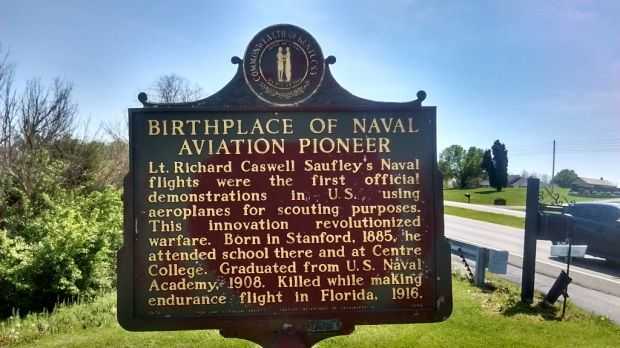 COMMONWEALTH OF KENTUCKY
BIRTHPLACE OF NAVAL
AVIATION PIONEER
Lt. Richard Caswell Saufley's Naval
flights were the first official
demonstrations in U.S. using
aeroplanes for scouting purposes.
This innovation revolutionized
warfare. Born in Stanford, 1885, he
attended school there and at Centre
College. Graduated from U.S. Naval
Academy, 1908. Killed while making
endurance flight in Florida, 1916.